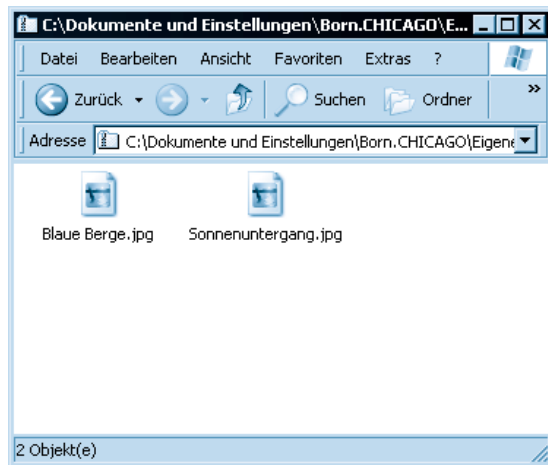 C:\Dokumente und Einstellungen\Born.CHICAGO\E...
Datei Bearbeiten Ansicht Favoriten Extras ?
Zurück Suchen Ordner »
Adresse C:\Dokumente und Einstellungen\Born.CHICAGO\Eigene
Blaue Berge.jpg Sonnenuntergang.jpg
2 Objekt(e)